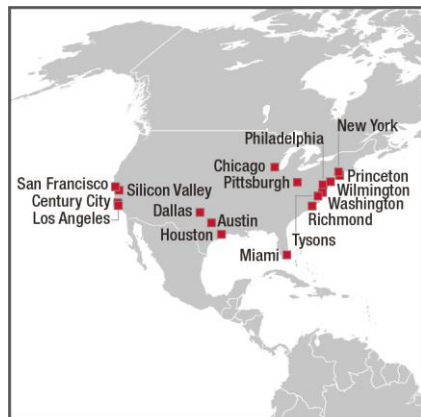 New York
Philadelphia
Chicago
Princeton
Pittsburgh
Wilmington
San Francisco
Silicon Valley
Washington
Century City
Dallas
Richmond
Los Angeles
Austin
Houston
Tysons
Miami